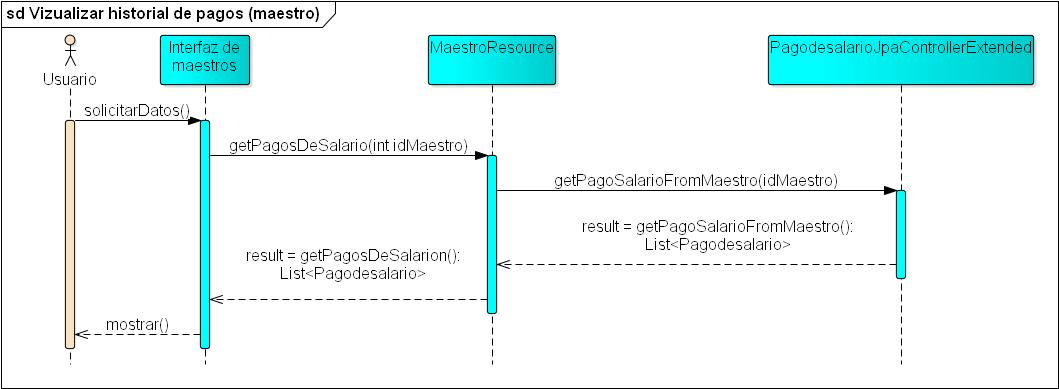 sd Vizualizar historial de pagos (maestro)
Usuario
Interfaz de
maestros
MaestroResource
PagodesalarioJpaControllerExtended
solicitarDatos()
getPagosDeSalario(int idMaestro)
getPagoSalarioFromMaestro(idMaestro)
result = getPagoSalarioFromMaestro():
List<Pagodesalario>
result = getPagosDeSalarion():
List<Pagodesalario>
mostrar()